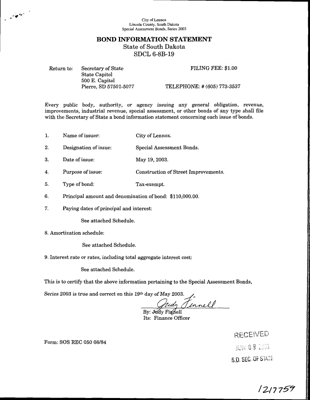 City of Lennox
Lincoln County, South Dakota
Special Assessment Bonds, Series 2003
BOND INFORMATION STATEMENT
State of South Dakota
SDCL 6-8B-19
Return to: Secretary of State FILING FEE: $1.00
State Capitol
500 E. Capitol
Pierre, SD 57501-5077 TELEPHONE: # (605) 773-3537
Every public body, authority, or agency issuing any general obligation, revenue,
improvements, industrial revenue, special assessment, or other bonds of any type shall file
with the Secretary of State a bond information statement concerning each issue of bonds.
1. Name of issuer: City of Lennox.
2. Designation of issue: Special Assessment Bonds.
3. Date of issue: May 19, 2003.
4. Purpose of issue: Construction of Street Improvements.
5. Type of bond: Tax-exempt.
6. Principal amount and denomination of bond: $110,000.00.
7. Paying dates of principal and interest:
See attached Schedule.
8. Amortization schedule:
See attached Schedule.
9. Interest rate or rates, including total aggregate interest cost:
See attached Schedule.
This is to certify that the above information pertaining to the Special Assessment Bonds,
Series 2003 is true and correct on this 19th day of May 2003.
By:
Its: Finance Officer
RECEIVED
Form: SOS REC 050 08/84
S.D. SEC. OF STATE
1217759